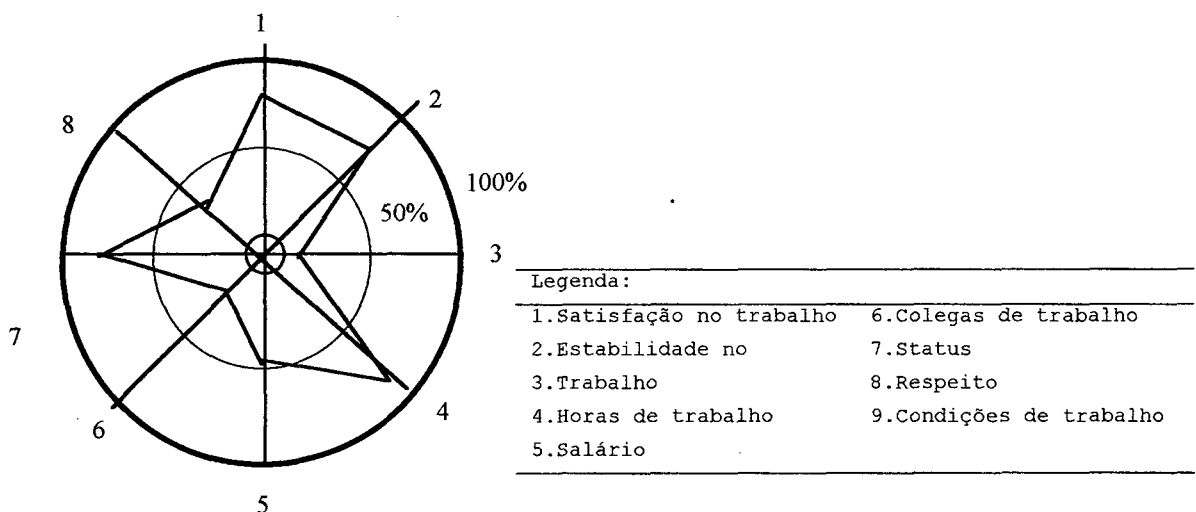 1
2
8
100%
50%
3
7
6
4
5
Legenda:
1.Satisfação no trabalho 6.Colegas de trabalho
2.Estabilidade no 7.Status
3.Trabalho 8.Respeito
4.Horas de trabalho 9.Condições de trabalho
5.Salário